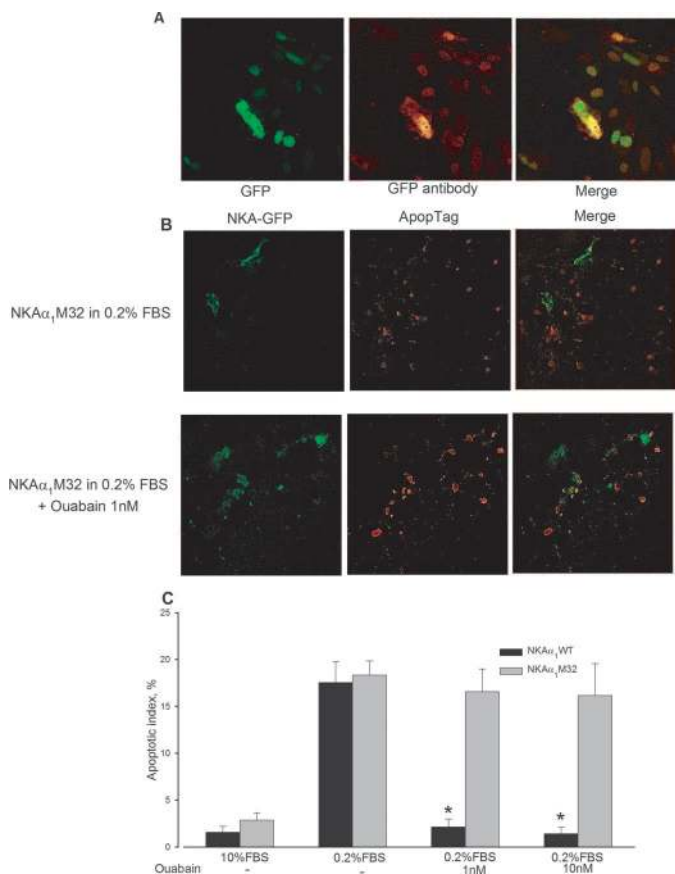 A
GFP
GFP antibody
Merge
B
NKA-GFP
ApopTag
Merge
NKAα₁M32 in 0.2% FBS
NKAα₁M32 in 0.2% FBS
+ Ouabain 1nM
C
Apoptotic index, %
25
20
15
10
5
0
NKAα₁WT
NKAα₁M32
*
*
10%FBS
0.2%FBS
0.2%FBS
0.2%FBS
Ouabain
-
-
1nM
10nM